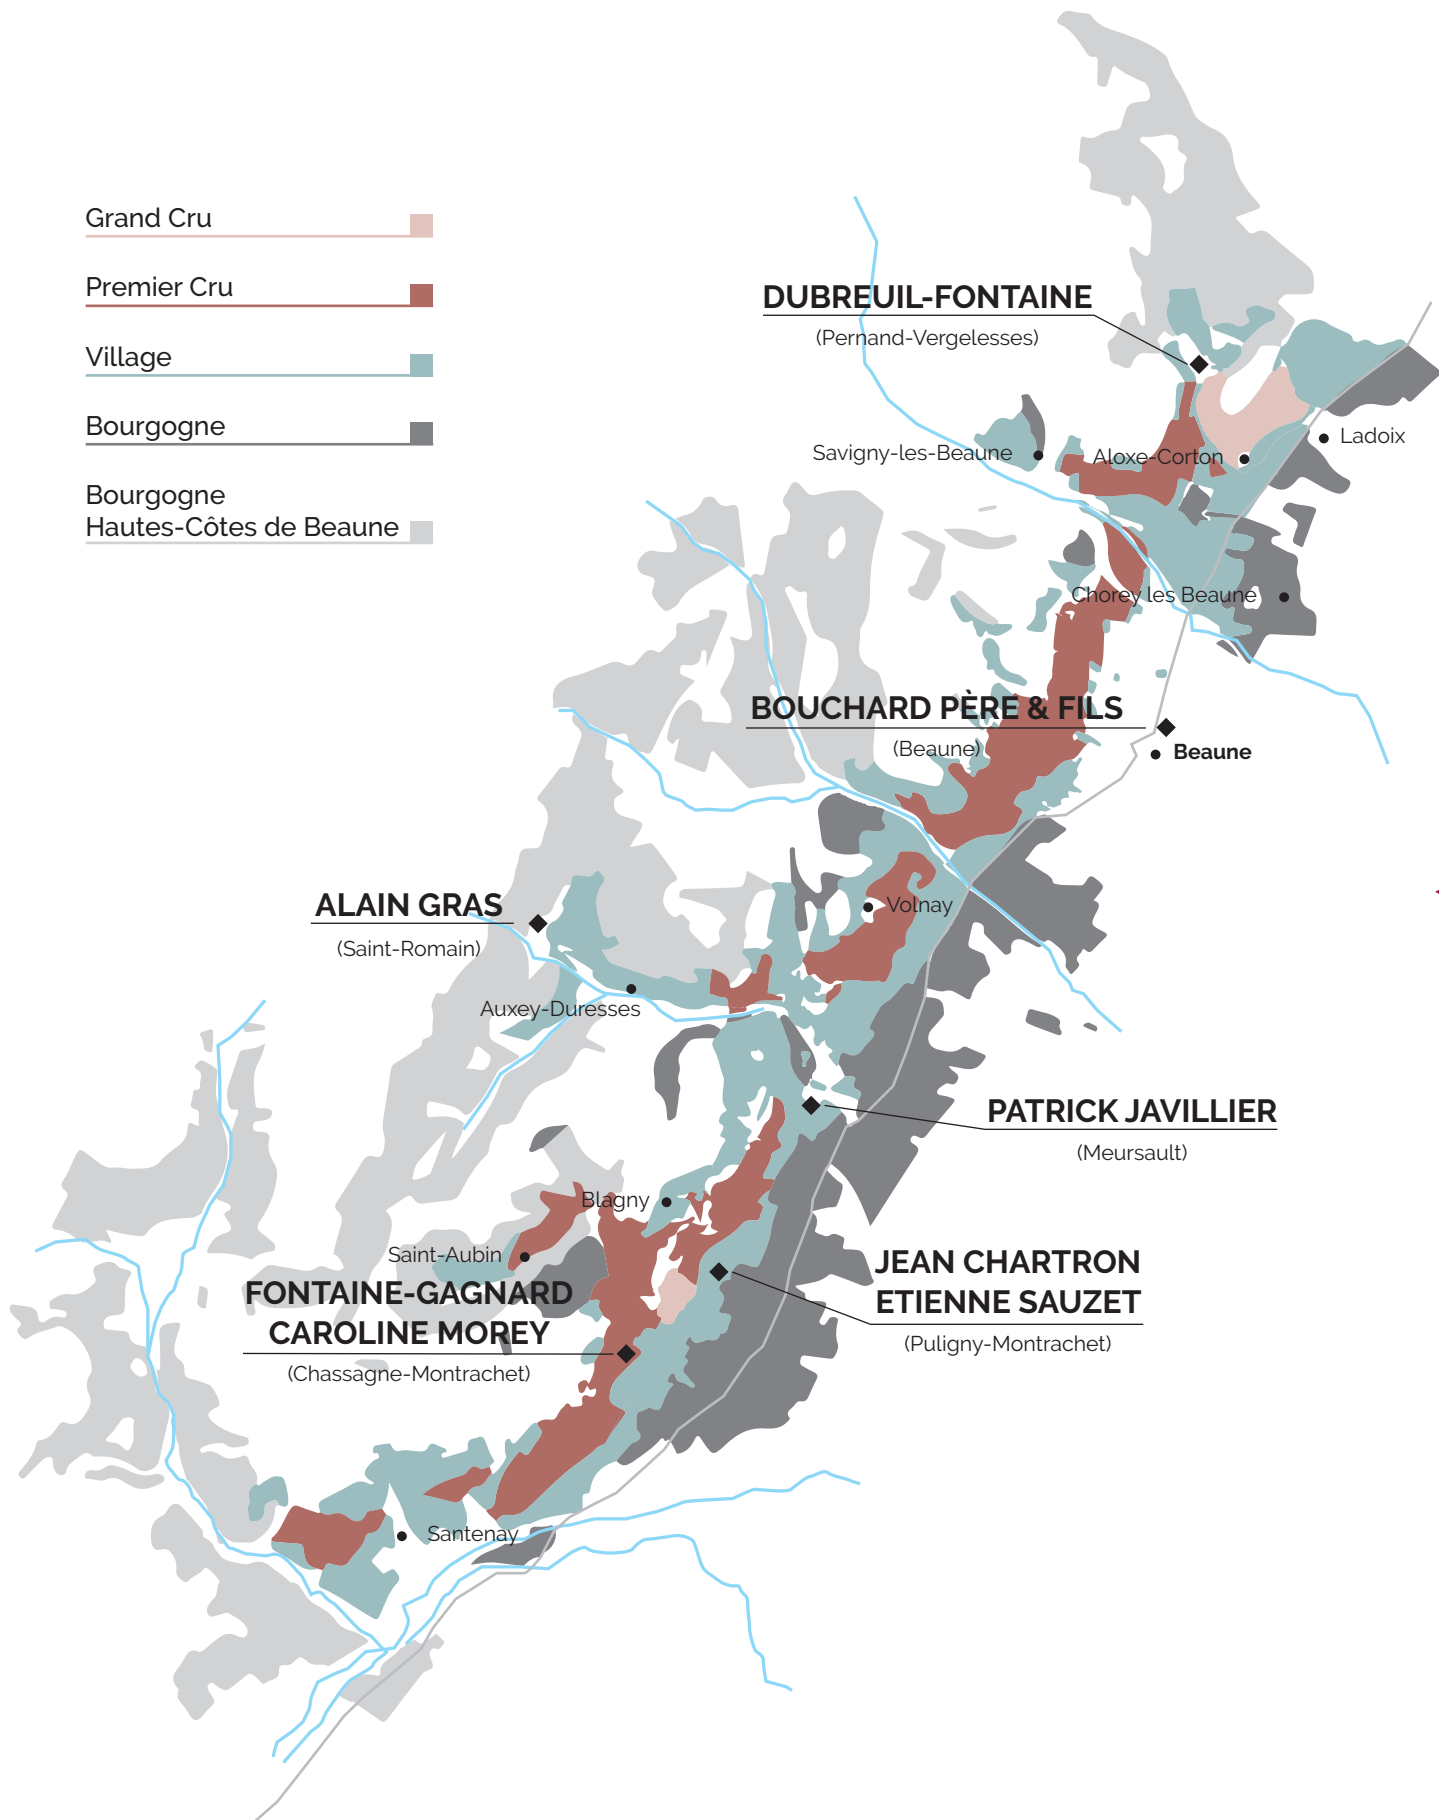 Grand Cru
Premier Cru
Village
Bourgogne
Bourgogne
Hautes-Côtes de Beaune
DUBREUIL-FONTAINE
(Pernand-Vergelesses)
Ladoix
Savigny-les-Beaune
Aloxe-Corton
Chorey les Beaune
BOUCHARD PÈRE & FILS
(Beaune)
Beaune
ALAIN GRAS
(Saint-Romain)
Volnay
Auxey-Duresses
PATRICK JAVILLIER
(Meursault)
Blagny
Saint-Aubin
JEAN CHARTRON
ETIENNE SAUZET
(Puligny-Montrachet)
FONTAINE-GAGNARD
CAROLINE MOREY
(Chassagne-Montrachet)
Santenay